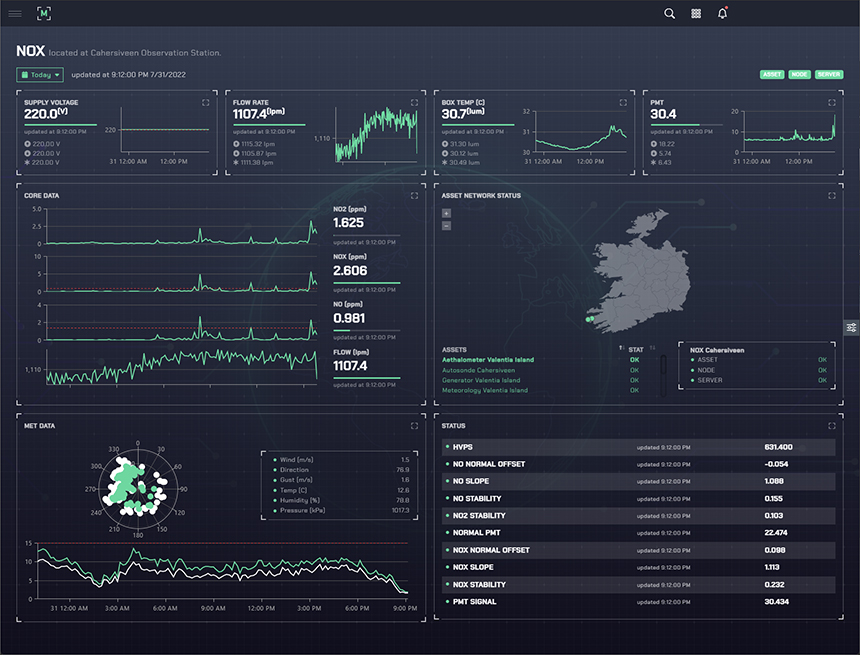 M
NOX located at Cahersiveen Observation Station.
Today updated at 9:12:00 PM 7/31/2022
ASSET NODE SERVER
SUPPLY VOLTAGE
220.0(V)
updated at 9:12:00 PM
220.00 V
220.00 V
220.00 V
220
31 12:00 AM 12:00 PM
FLOW RATE
1107.4(lpm)
updated at 9:12:00 PM
1115.32 lpm
1105.87 lpm
1111.38 lpm
1,110
31 12:00 AM 12:00 PM
BOX TEMP (C)
30.7(lum)
updated at 9:12:00 PM
31.30 lum
30.12 lum
30.49 lum
32
31
30
31 12:00 AM 12:00 PM
PMT
30.4
updated at 9:12:00 PM
18.22
5.74
6.43
20
10
0
31 12:00 AM 12:00 PM
CORE DATA
5.0
2.5
0
NO2 (ppm)
1.625
updated at 9:12:00 PM
10
5
0
NOX (ppm)
2.606
updated at 9:12:00 PM
4
2
0
NO (ppm)
0.981
updated at 9:12:00 PM
1,110
FLOW (lpm)
1107.4
updated at 9:12:00 PM
ASSET NETWORK STATUS
+
−
ASSETS STAT
Aethalometer Valentia Island OK
Autosonde Cahersiveen OK
Generator Valentia Island OK
Meteorology Valentia Island OK
NOX Cahersiveen
ASSET OK
NODE OK
SERVER OK
MET DATA
0
30
60
90
120
150
180
210
240
270
300
330
Wind (m/s) 1.5
Direction 76.9
Gust (m/s) 1.6
Temp (C) 12.6
Humidity (%) 78.8
Pressure (kPa) 1017.3
15
10
5
0
31 12:00 AM 3:00 AM 6:00 AM 9:00 AM 12:00 PM 3:00 PM 6:00 PM 9:00 PM
STATUS
HVPS updated 9:12:00 PM 631.400
NO NORMAL OFFSET updated 9:12:00 PM -0.054
NO SLOPE updated 9:12:00 PM 1.088
NO STABILITY updated 9:12:00 PM 0.155
NO2 STABILITY updated 9:12:00 PM 0.103
NORMAL PMT updated 9:12:00 PM 22.474
NOX NORMAL OFFSET updated 9:12:00 PM 0.098
NOX SLOPE updated 9:12:00 PM 1.113
NOX STABILITY updated 9:12:00 PM 0.232
PMT SIGNAL updated 9:12:00 PM 30.434